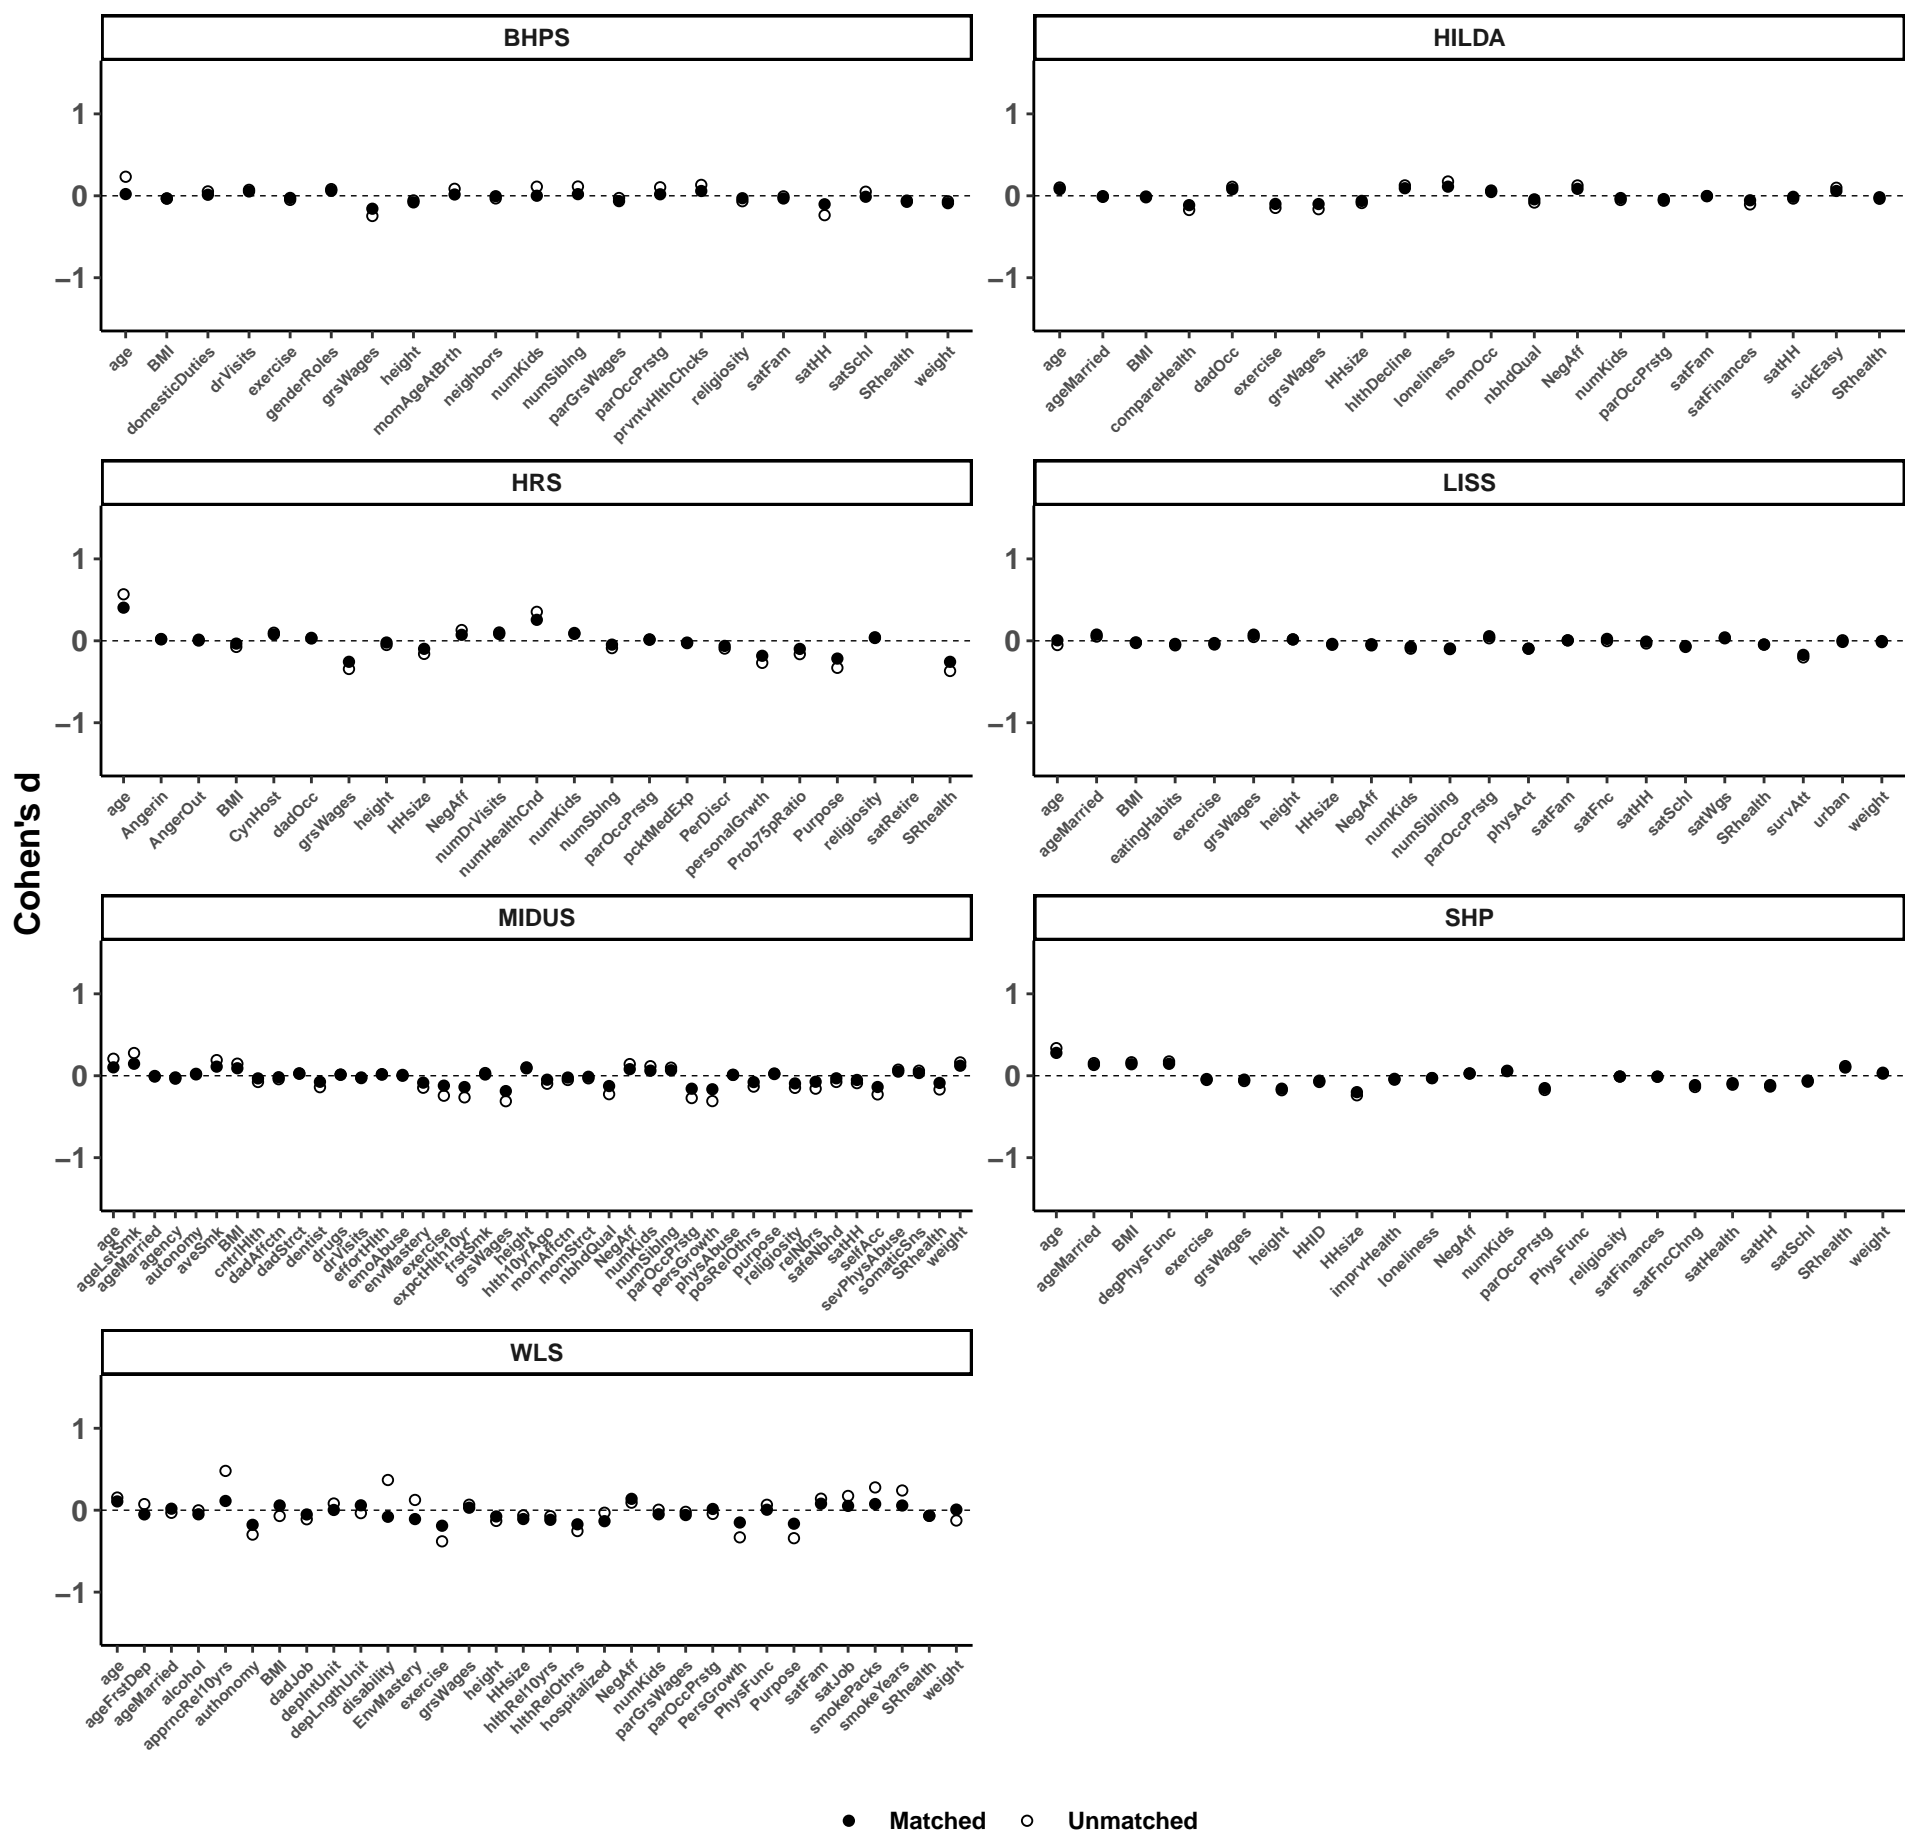 Cohen's d
BHPS
1
0
−1
age
BMI
domesticDuties
drVisits
exercise
genderRoles
grsWages
height
momAgeAtBrth
neighbors
numKids
numSiblng
parGrsWages
parOccPrstg
prvntvHlthChcks
religiosity
satFam
satHH
satSchl
SRhealth
weight
HILDA
1
0
−1
age
ageMarried
BMI
compareHealth
dadOcc
exercise
grsWages
HHsize
hlthDecline
loneliness
momOcc
nbhdQual
NegAff
numKids
parOccPrstg
satFam
satFinances
satHH
sickEasy
SRhealth
HRS
1
0
−1
age
Angerin
AngerOut
BMI
CynHost
dadOcc
grsWages
height
HHsize
NegAff
numDrVisits
numHealthCnd
numKids
numSblng
parOccPrstg
pcktMedExp
PerDiscr
personalGrwth
Prob75pRatio
Purpose
religiosity
satRetire
SRhealth
LISS
1
0
−1
age
ageMarried
BMI
eatingHabits
exercise
grsWages
height
HHsize
NegAff
numKids
numSibling
parOccPrstg
physAct
satFam
satFnc
satHH
satSchl
satWgs
SRhealth
survAtt
urban
weight
MIDUS
1
0
−1
age
ageLstSmk
ageMarried
agency
autonomy
aveSmk
BMI
cntrlHlth
dadAffctn
dadStrct
dentist
drugs
drVisits
effortHlth
emoAbuse
envMastery
exercise
expctHlth10yr
frstSmk
grsWages
height
hlth10yrAgo
momAffctn
momStrct
nbhdQual
NegAff
numKids
numSiblng
parOccPrstg
persGrowth
physAbuse
posRelOthrs
purpose
religiosity
relNbrs
safeNbhd
satHH
selfAcc
sevPhysAbuse
somaticSns
SRhealth
weight
SHP
1
0
−1
age
ageMarried
BMI
degPhysFunc
exercise
grsWages
height
HHID
HHsize
imprvHealth
loneliness
NegAff
numKids
parOccPrstg
PhysFunc
religiosity
satFinances
satFncChng
satHealth
satHH
satSchl
SRhealth
weight
WLS
1
0
−1
age
ageFrstDep
ageMarried
alcohol
apprncRel10yrs
authonomy
BMI
dadJob
depIntUnit
depLngthUnit
disability
EnvMastery
exercise
grsWages
height
HHsize
hlthRel10yrs
hlthRelOthrs
hospitalized
NegAff
numKids
parGrsWages
parOccPrstg
PersGrowth
PhysFunc
Purpose
satFam
satJob
smokePacks
smokeYears
SRhealth
weight
Matched
Unmatched